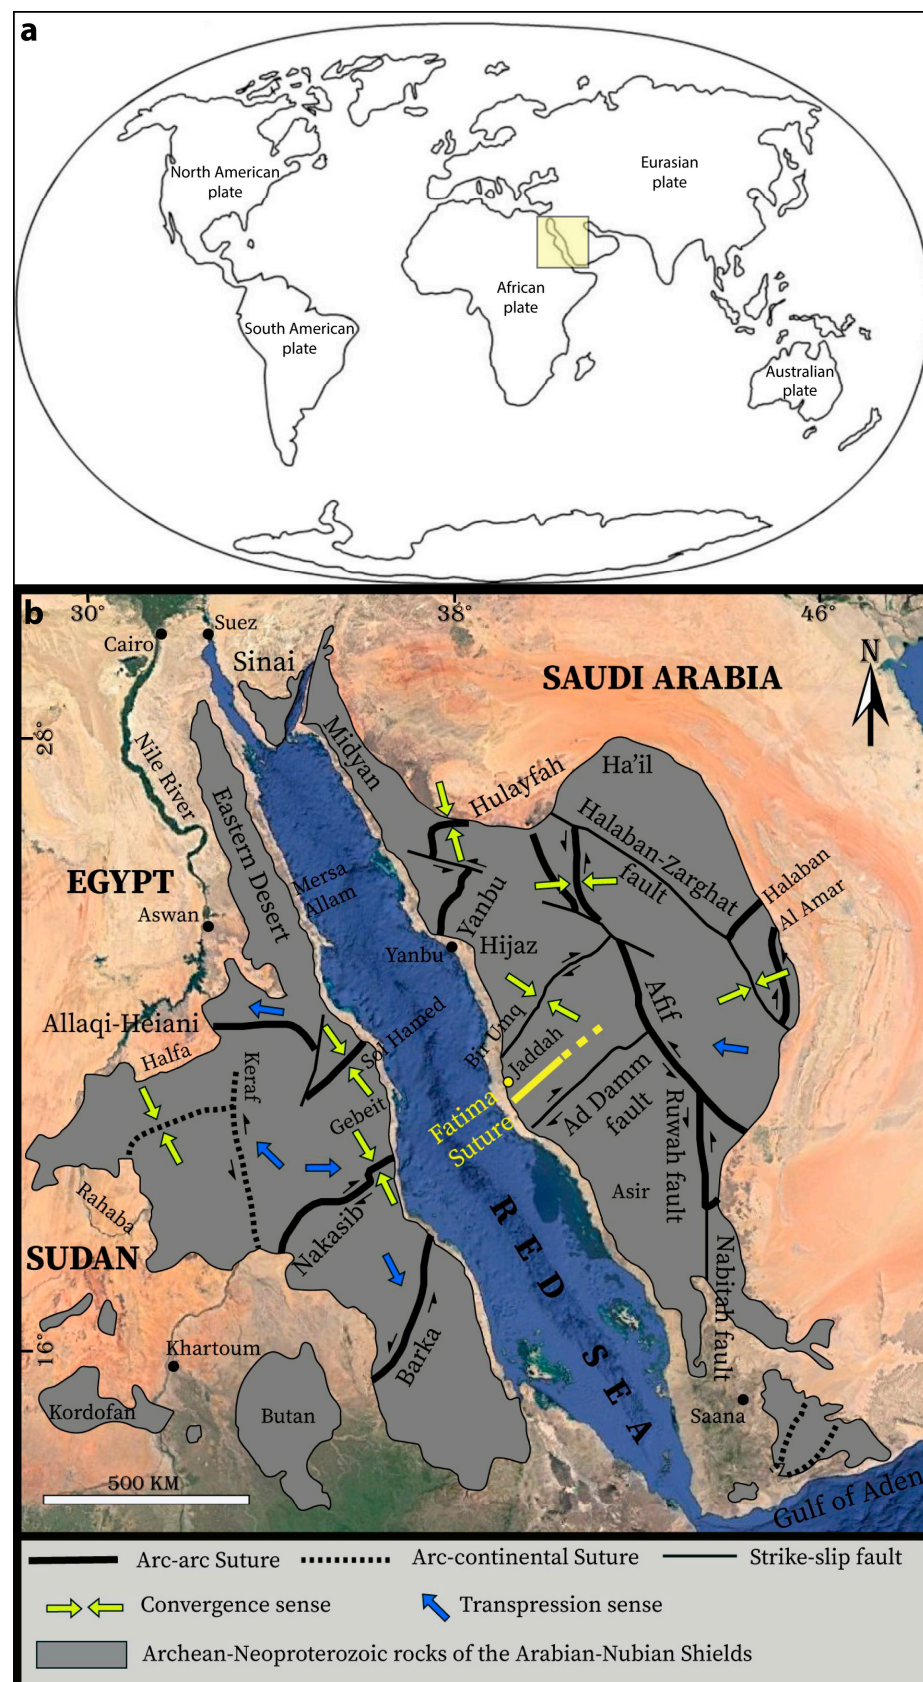 a
North American
plate
Eurasian
plate
African
plate
South American
plate
Australian
plate
b
30°
38°
46°
Suez
Cairo
Sinai
N
SAUDI ARABIA
28°
Nile River
Midyan
Ha'il
Hulayfah
Eastern Desert
Halaban-Zarghat
fault
EGYPT
Mersa
Allam
Halaban
Al Amar
Aswan
Yanbu
Yanbu
Hijaz
Afif
Allaqi-Heiani
Sol Hamed
Bir Umq
Halfa
Keraf
Jaddah
Gebeit
Fatima
Suture
Ad Damm
fault
Ruwah fault
Rahaba
Asir
Nakasib
RED SEA
SUDAN
Nabitah fault
16°
Khartoum
Barka
Kordofan
Butan
Saana
500 KM
Gulf of Aden
Arc-arc Suture
Arc-continental Suture
Strike-slip fault
Convergence sense
Transpression sense
Archean-Neoproterozoic rocks of the Arabian-Nubian Shields